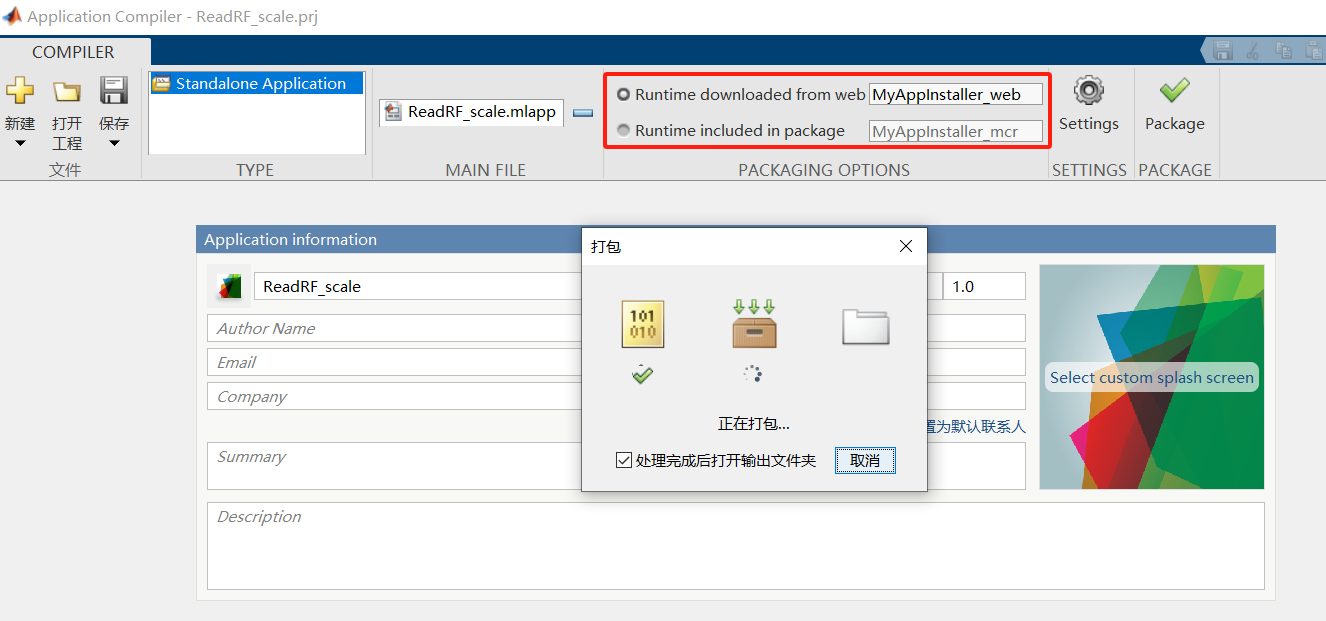 Application Compiler - ReadRF_scale.prj
COMPILER
新建
打开
工程
保存
文件
Standalone Application
TYPE
ReadRF_scale.mlapp
MAIN FILE
Runtime downloaded from web MyAppInstaller_web
Runtime included in package MyAppInstaller_mcr
PACKAGING OPTIONS
Settings
SETTINGS
Package
PACKAGE
Application information
ReadRF_scale
1.0
Author Name
Email
Company
置为默认联系人
Summary
Description
Select custom splash screen
打包
101
010
正在打包...
处理完成后打开输出文件夹
取消